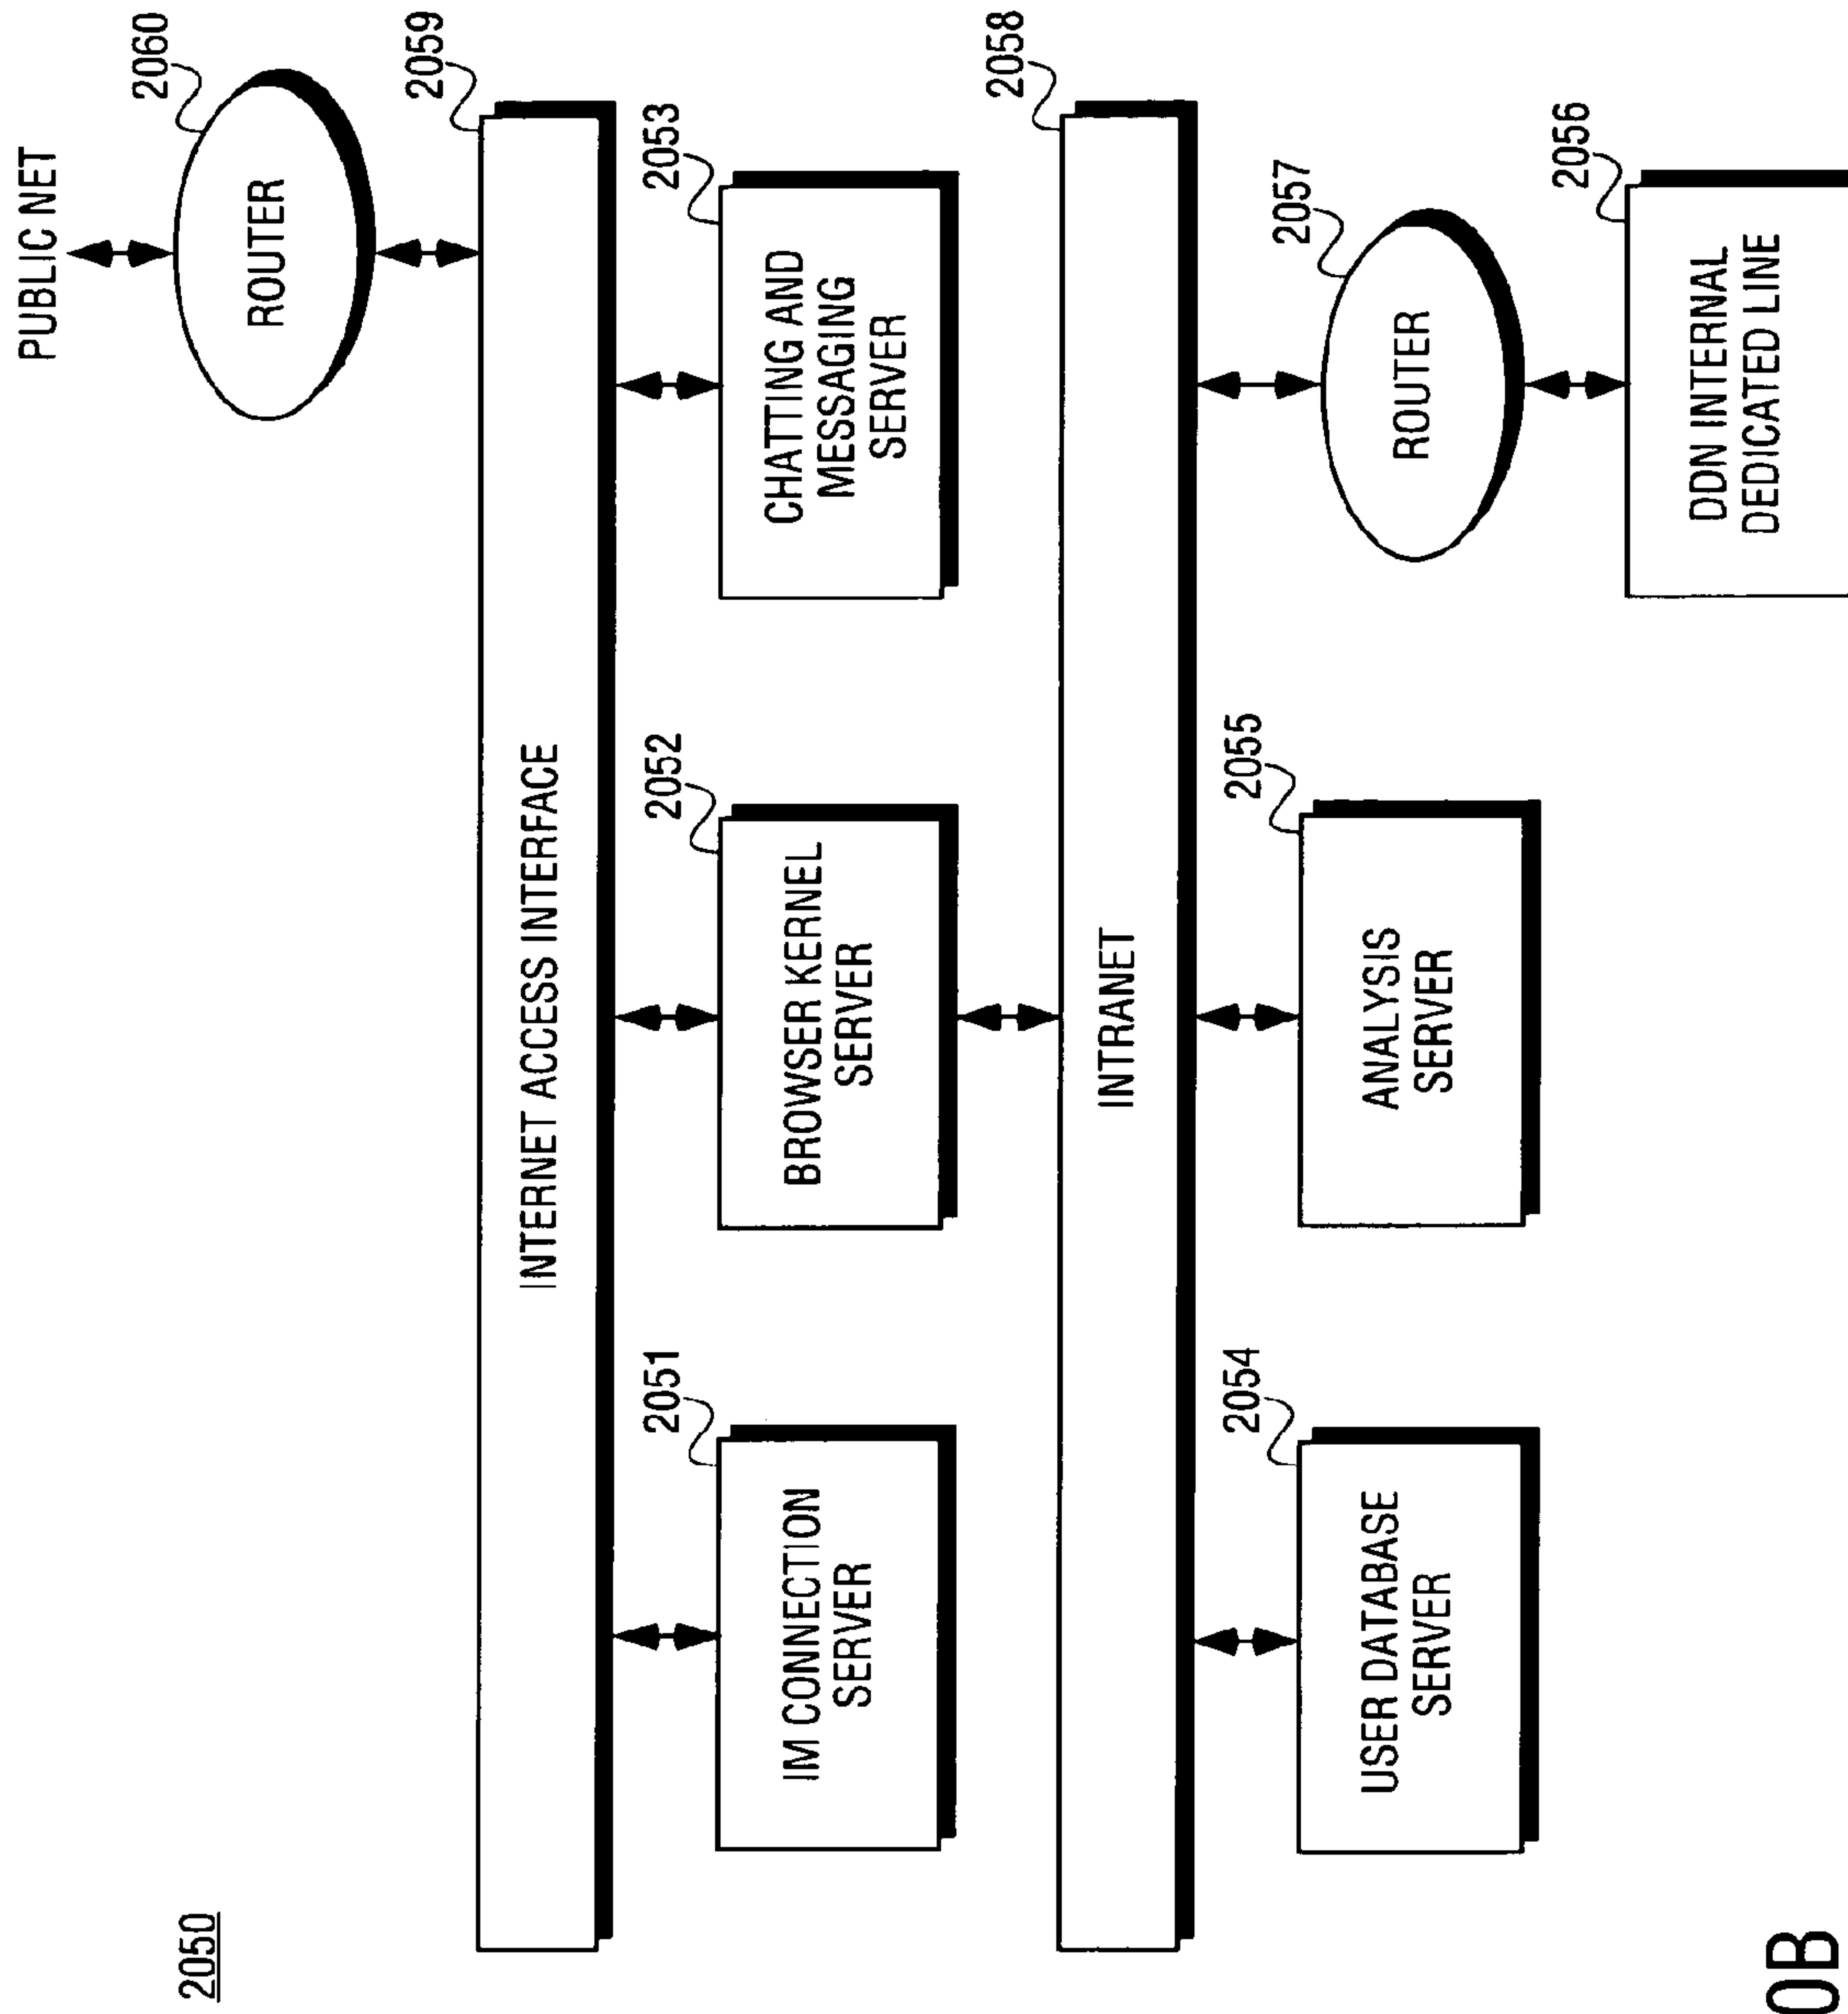 2050
PUBLIC NET
2060
ROUTER
2059
INTERNET ACCESS INTERFACE
2051
IM CONNECTION
SERVER
2052
BROWSER KERNEL
SERVER
2053
CHATTING AND
MESSAGING
SERVER
2058
INTRANET
2054
USER DATABASE
SERVER
2055
ANALYSIS
SERVER
2057
ROUTER
2056
DDN INTERNAL
DEDICATED LINE
0B